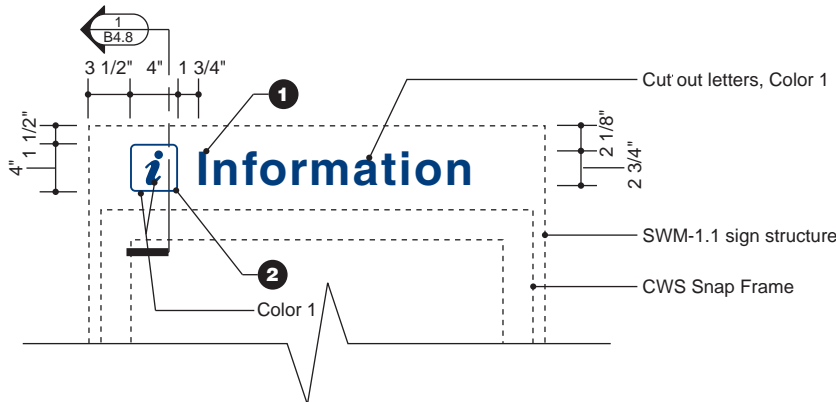 1
B4.8
3 1/2" 4" 1 3/4"
1
Cut out letters, Color 1
1 1/2"
4"
2 1/8"
2 3/4"
i Information
SWM-1.1 sign structure
2
CWS Snap Frame
Color 1